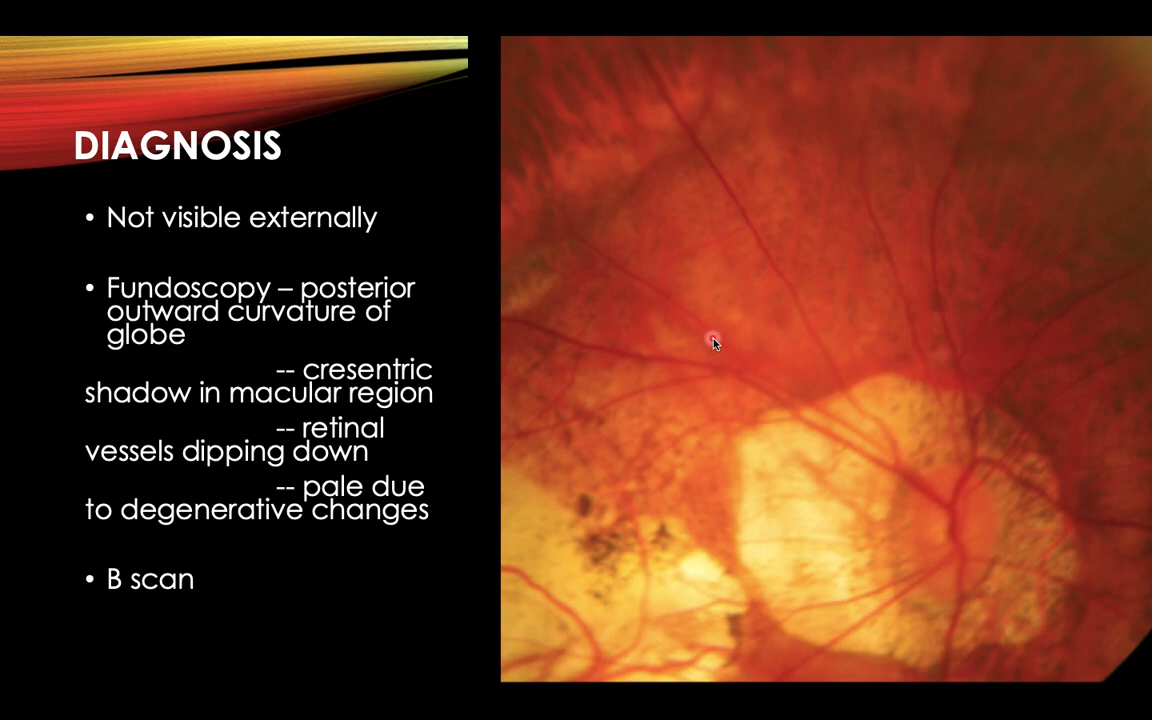 DIAGNOSIS
• Not visible externally
• Fundoscopy – posterior
outward curvature of
globe
-- cresentric
shadow in macular region
-- retinal
vessels dipping down
-- pale due
to degenerative changes
• B scan